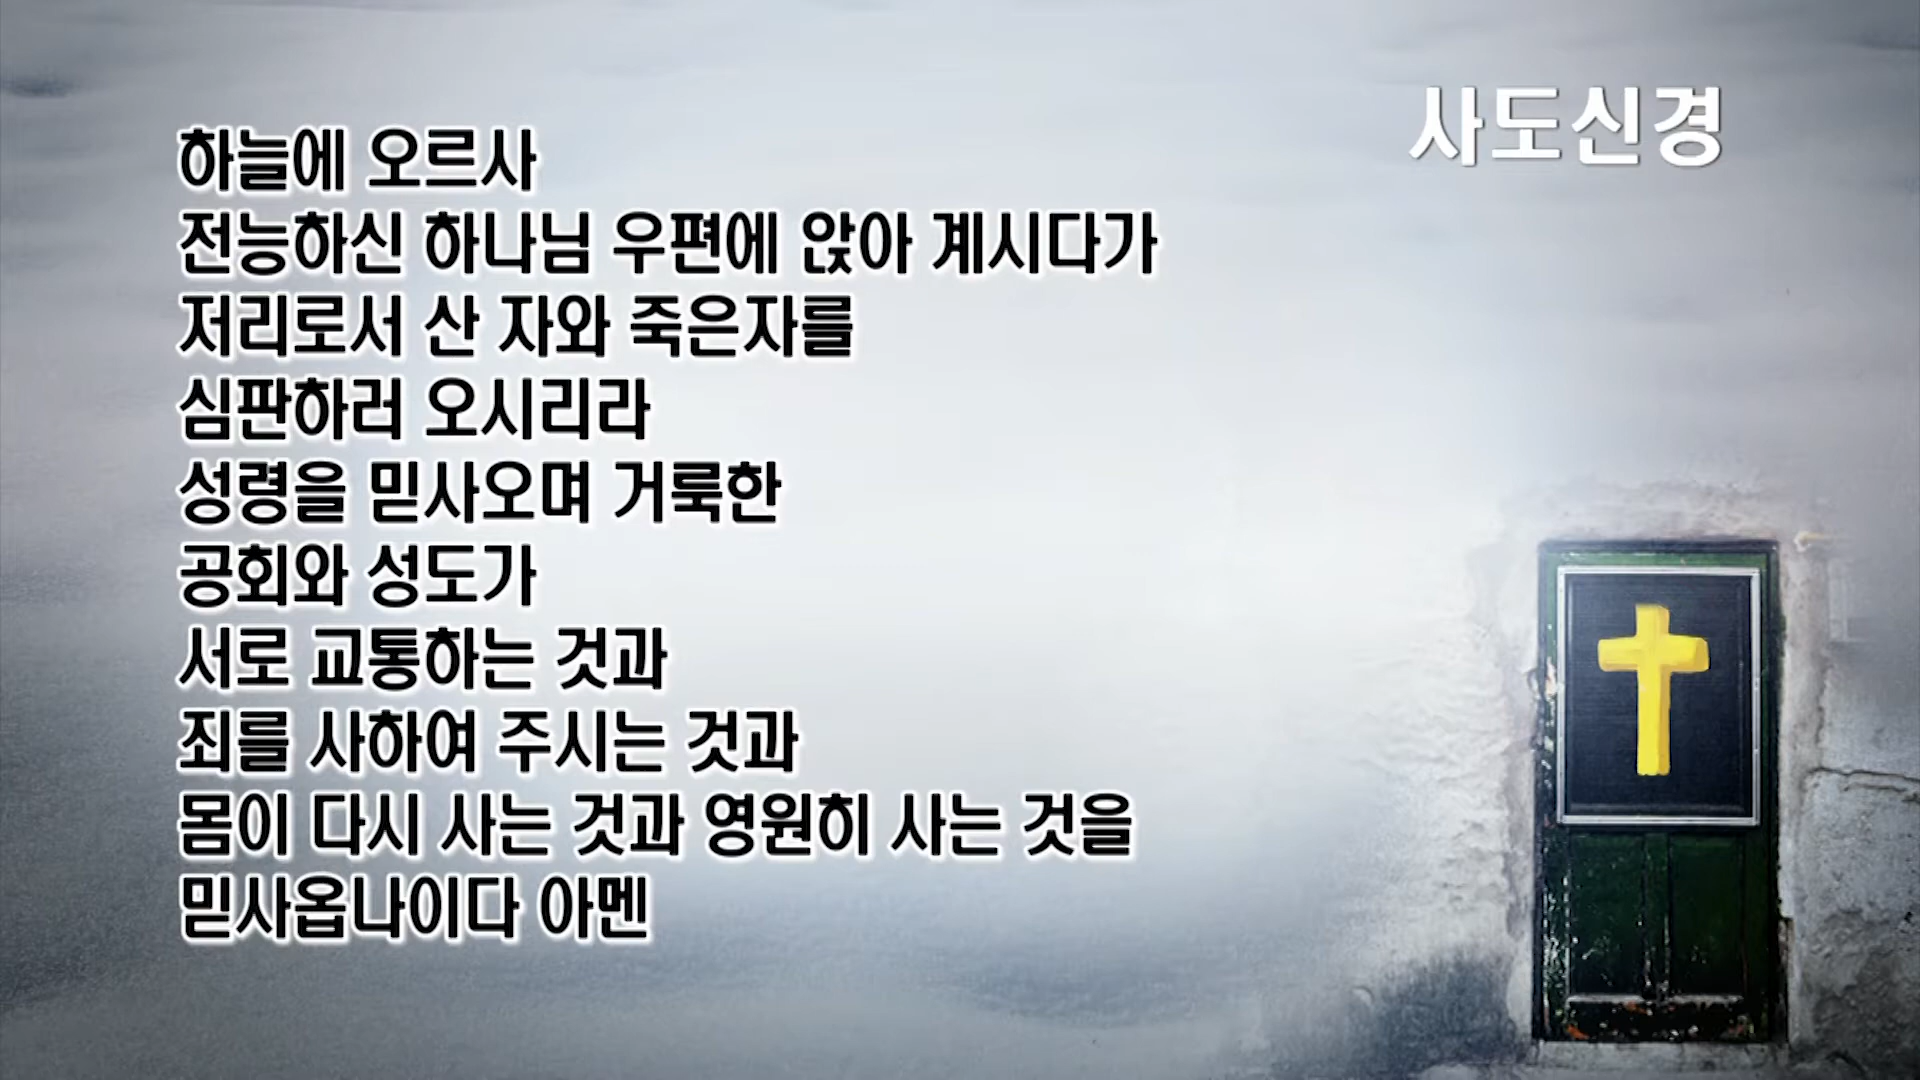 사도신경
하늘에 오르사
전능하신 하나님 우편에 앉아 계시다가
저리로서 산 자와 죽은자를
심판하러 오시리라
성령을 믿사오며 거룩한
공회와 성도가
서로 교통하는 것과
죄를 사하여 주시는 것과
몸이 다시 사는 것과 영원히 사는 것을
믿사옵나이다 아멘